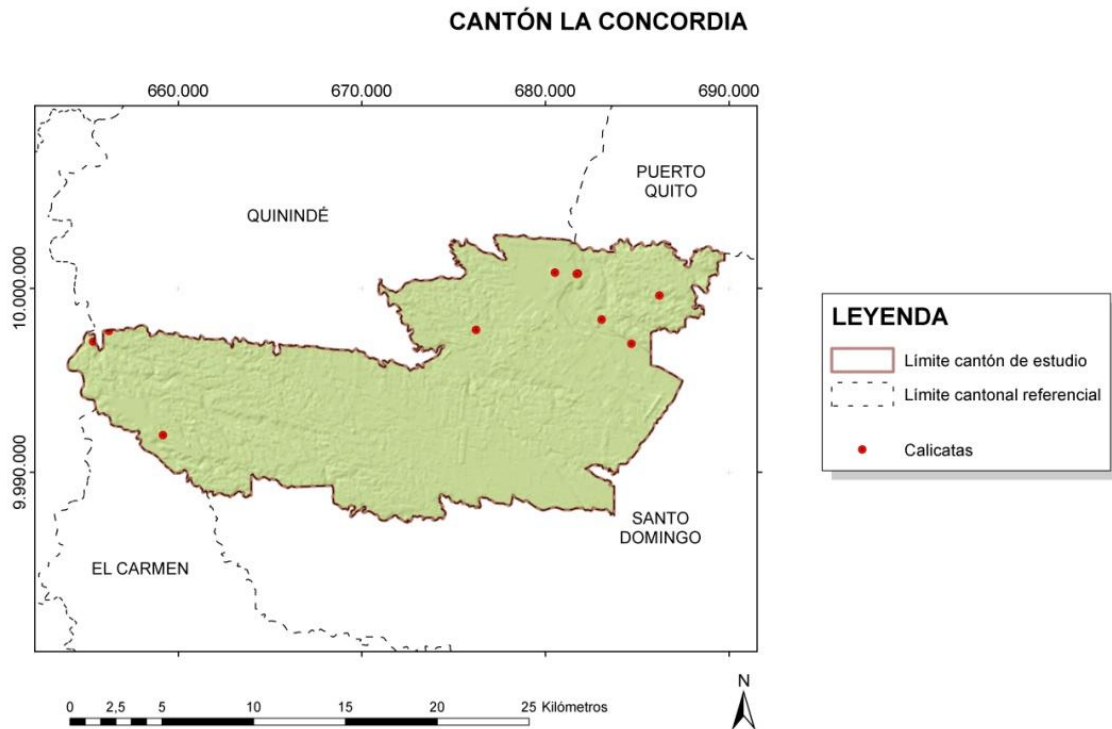 CANTÓN LA CONCORDIA
660.000 670.000 680.000 690.000
PUERTO
QUITO
QUININDÉ
10.000.000
9.990.000
SANTO
DOMINGO
EL CARMEN
LEYENDA
Límite cantón de estudio
Límite cantonal referencial
Calicatas
0 2,5 5 10 15 20 25 Kilómetros
N